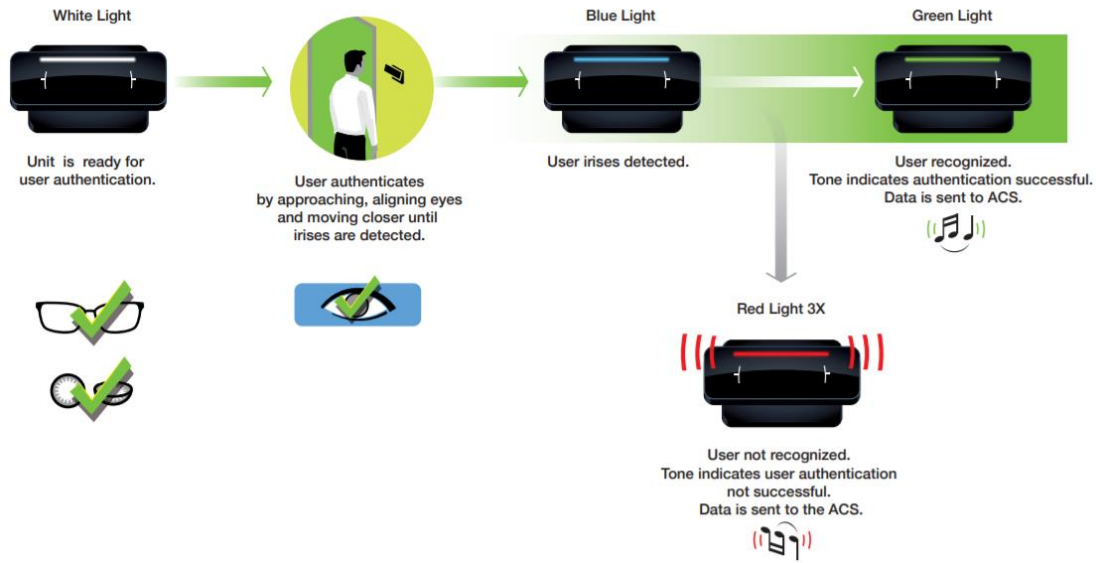 White Light
Unit is ready for
user authentication.
User authenticates
by approaching, aligning eyes
and moving closer until
irises are detected.
Blue Light
User irises detected.
Green Light
User recognized.
Tone indicates authentication successful.
Data is sent to ACS.
Red Light 3X
User not recognized.
Tone indicates user authentication
not successful.
Data is sent to the ACS.